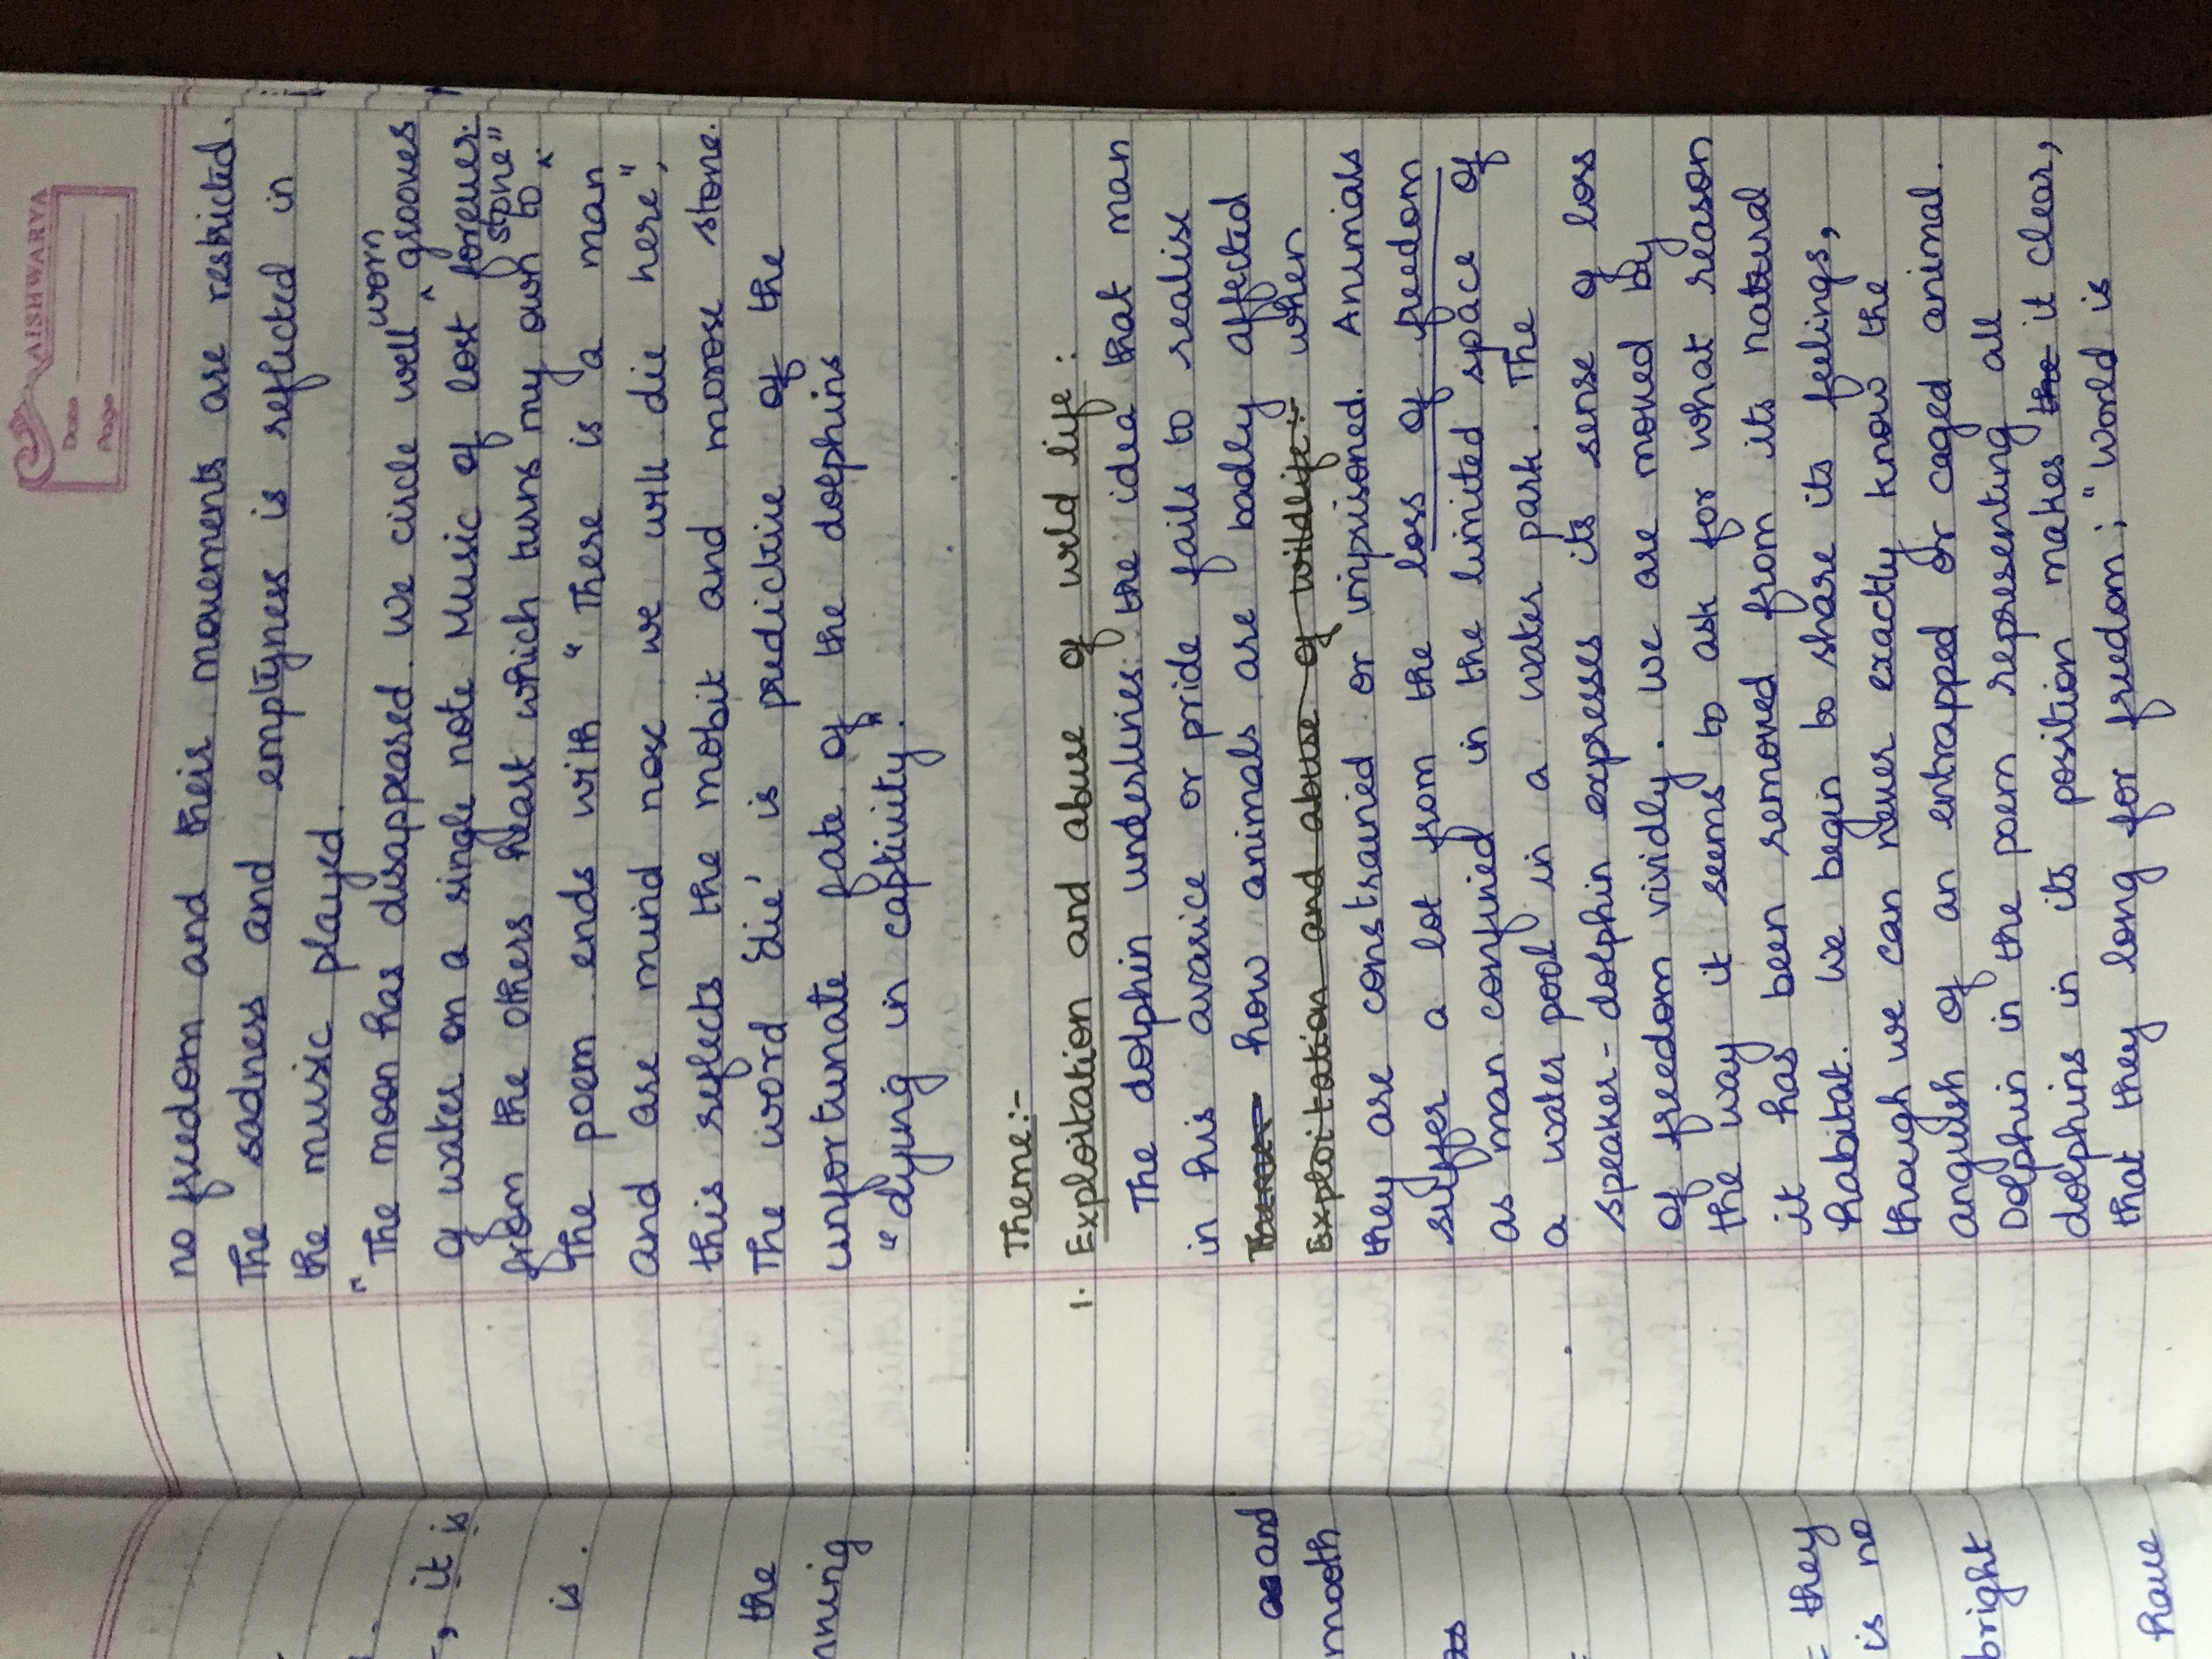 AISHWARYA
Date
Page
no freedom and their movements are restricted.
The sadness and emptyness is reflected in
the music played.
"The moon has disappeared. We circle well worn grooves
of water on a single note Music of lost forever.
from the others heart which turns my own to stone"
The poem ends with "There is a man
and are mind nose we will die here",
this reflects the mobit and morose stone.
The word 'die' is predictive of the
unfortunate fate of the dolphins
"dying in captivity."
Theme:-
1. Exploitation and abuse of wild life :
The dolphin underlines the idea that man
in his avarice or pride fails to realise
Theme:- how animals are badly affected
Exploitation and abuse of wildlife:- when
they are constrained or imprisoned. Animals
suffer a lot from the loss of freedom
as man confined in the limited space of
a water pool in a water park. The
speaker - dolphin expresses its sense of loss
of freedom vividly. We are moved by
the way it seems to ask for what reason
it has been removed from its natural
habitat. We begin to share its feelings,
though we can never exactly know the
anguish of an entrapped or caged animal.
Dolphin in the poem representing all
dolphins in its position makes the it clear,
that they long for freedom ; "World is
, it is
is.
the
nning
and
mooth
they
is no
bright
have